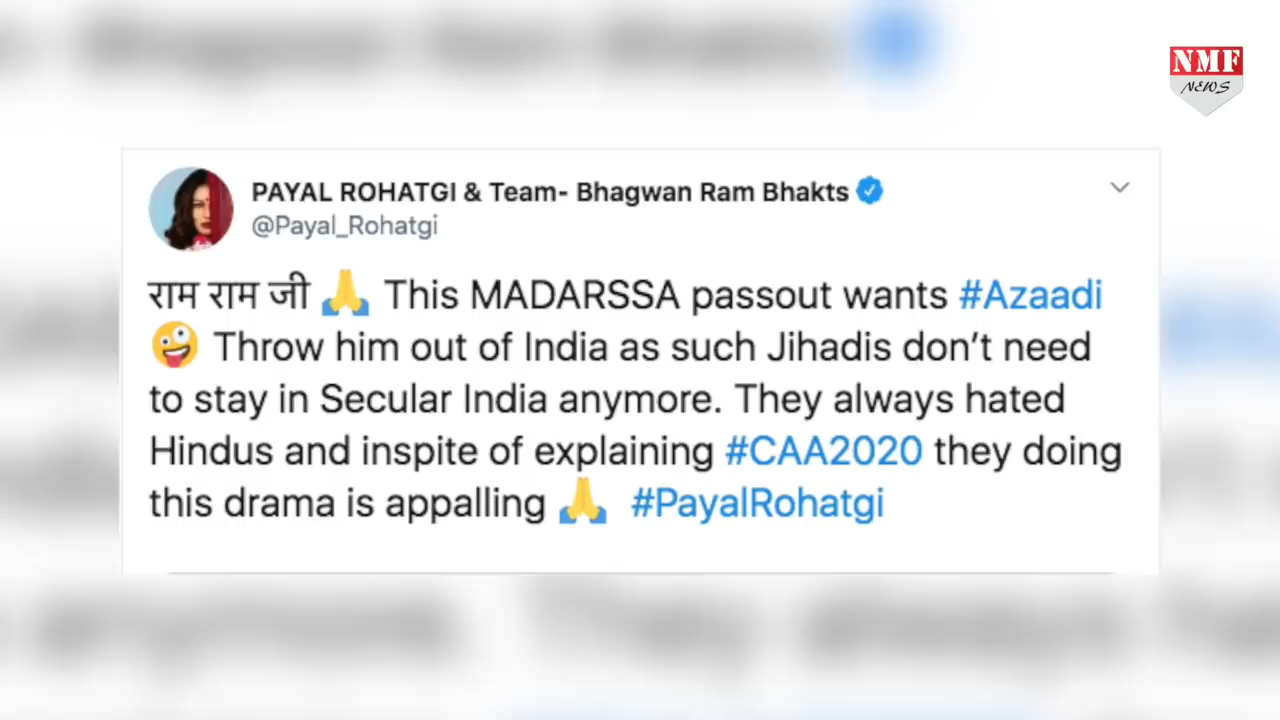 NMF
NEWS
PAYAL ROHATGI & Team- Bhagwan Ram Bhakts
@Payal_Rohatgi
राम राम जी 🙏 This MADARSSA passout wants #Azaadi
🤪 Throw him out of India as such Jihadis don’t need
to stay in Secular India anymore. They always hated
Hindus and inspite of explaining #CAA2020 they doing
this drama is appalling 🙏 #PayalRohatgi